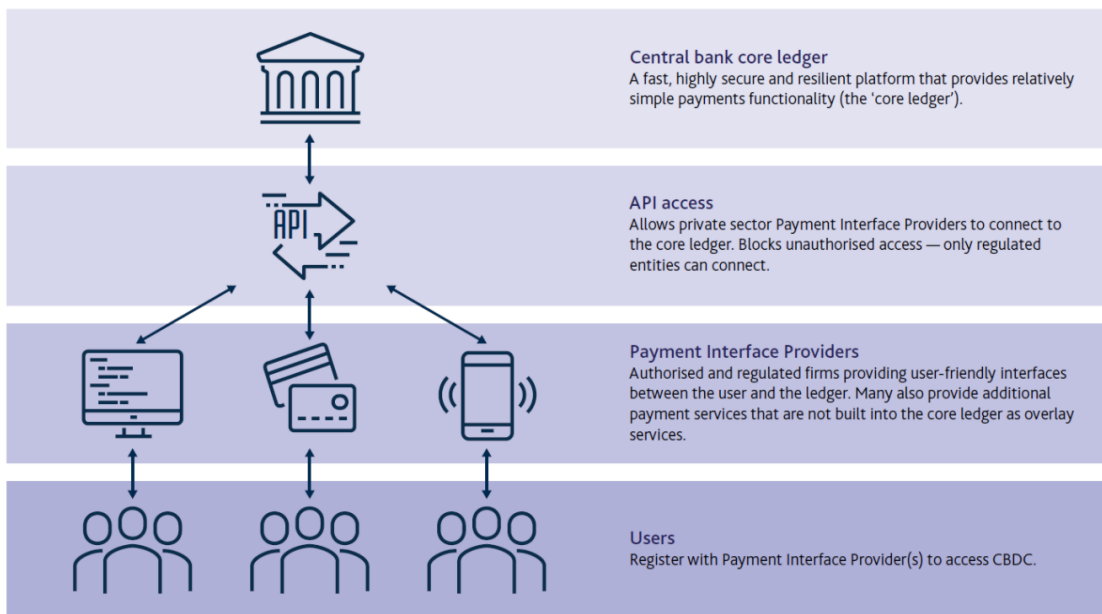 Central bank core ledger
A fast, highly secure and resilient platform that provides relatively
simple payments functionality (the ‘core ledger’).
API
API access
Allows private sector Payment Interface Providers to connect to
the core ledger. Blocks unauthorised access — only regulated
entities can connect.
Payment Interface Providers
Authorised and regulated firms providing user-friendly interfaces
between the user and the ledger. Many also provide additional
payment services that are not built into the core ledger as overlay
services.
Users
Register with Payment Interface Provider(s) to access CBDC.